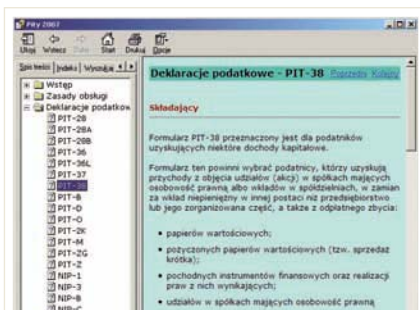 Pity 2007
Ukryj Wstecz Dalej Start Drukuj Opcje
Spis treści Indeks Wyszukaj
Wstęp
Zasady obsługi
Deklaracje podatkow
PIT-28
PIT-28A
PIT-28B
PIT-36
PIT-36L
PIT-37
PIT-38
PIT-B
PIT-D
PIT-O
PIT-2K
PIT-M
PIT-ZG
PIT-Z
NIP-1
NIP-3
NIP-B
NIP-C
Deklaracje podatkowe - PIT-38 Poprzedni Kolejny
Składający
Formularz PIT-38 przeznaczony jest dla podatników
uzyskujących niektóre dochody kapitałowe.
Formularz ten powinni wybrać podatnicy, którzy uzyskują
przychody z objęcia udziałów (akcji) w spółkach mających
osobowość prawną albo wkładów w spółdzielniach, w zamian
za wkład niepieniężny w innej postaci niż przedsiębiorstwo
lub jego zorganizowana część, a także z odpłatnego zbycia:
• papierów wartościowych;
• pożyczonych papierów wartościowych (tzw. sprzedaż
krótka);
• pochodnych instrumentów finansowych oraz realizacji
praw z nich wynikających;
• udziałów w spółkach mających osobowość prawną